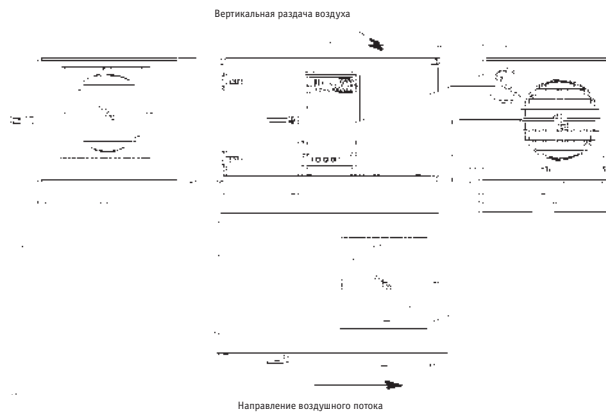 Вертикальная раздача воздуха
Направление воздушного потока